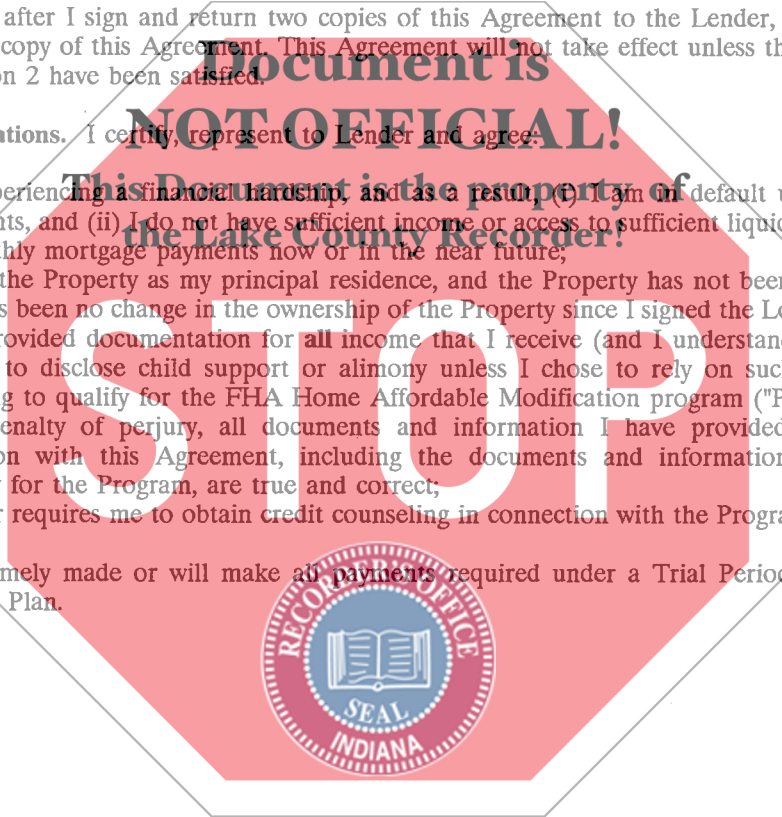 after I sign and return two copies of this Agreement to the Lender,
copy of this Agreement. This Agreement will not take effect unless th
on 2 have been satisfied.
Document is
NOT OFFICIAL!
ations. I certify, represent to Lender and agree:
This Document is the property of
the Lake County Recorder!
periencing a financial hardship, and as a result, (i) I am in default u
nts, and (ii) I do not have sufficient income or access to sufficient liquid
hly mortgage payments now or in the near future;
the Property as my principal residence, and the Property has not been
s been no change in the ownership of the Property since I signed the Lo
rovided documentation for all income that I receive (and I understan
to disclose child support or alimony unless I chose to rely on such
g to qualify for the FHA Home Affordable Modification program ("P
enalty of perjury, all documents and information I have provided
on with this Agreement, including the documents and information
for the Program, are true and correct;
r requires me to obtain credit counseling in connection with the Progra
STOP
mely made or will make all payments required under a Trial Period
Plan.
RECORDER'S OFFICE
SEAL
INDIANA